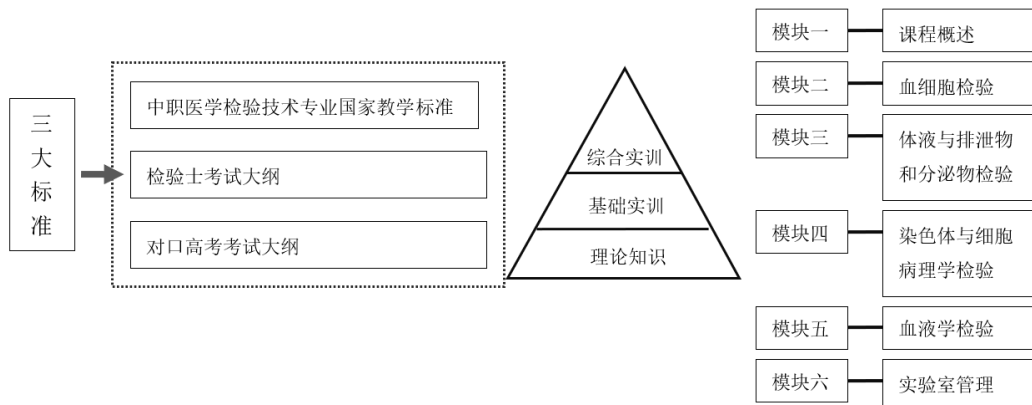 三大标准
中职医学检验技术专业国家教学标准
检验士考试大纲
对口高考考试大纲
综合实训
基础实训
理论知识
模块一
课程概述
模块二
血细胞检验
模块三
体液与排泄物
和分泌物检验
模块四
染色体与细胞
病理学检验
模块五
血液学检验
模块六
实验室管理